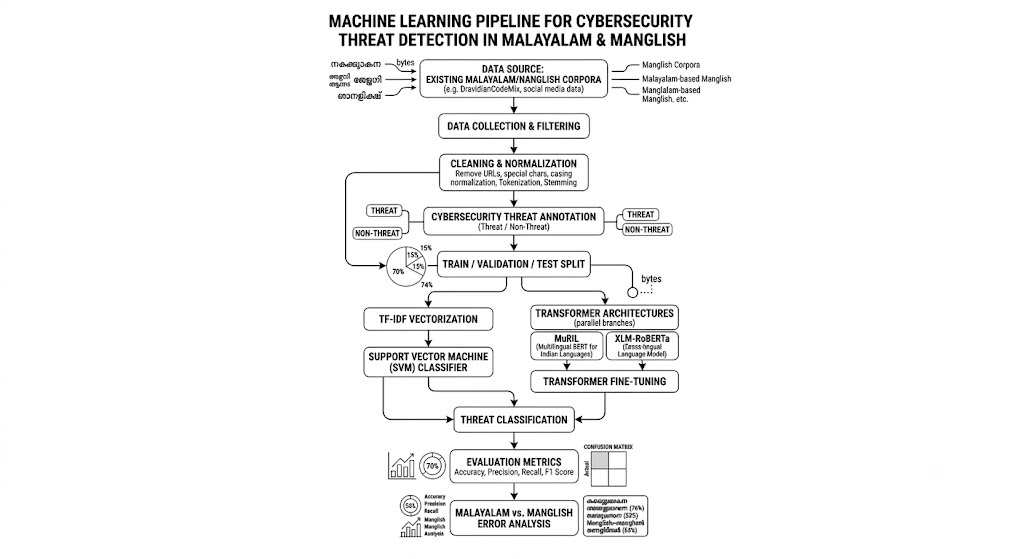 MACHINE LEARNING PIPELINE FOR CYBERSECURITY
THREAT DETECTION IN MALAYALAM & MANGLISH
bytes
DATA SOURCE:
EXISTING MALAYALAM/NANGLISH CORPORA
(e.g. DravidianCodeMix, social media data)
Manglish Corpora
Malayalam-based Manglish
Manglalam-based
Manglish, etc.
DATA COLLECTION & FILTERING
CLEANING & NORMALIZATION
Remove URLs, special chars, casing
normalization, Tokenization, Stemming
THREAT
NON-THREAT
CYBERSECURITY THREAT ANNOTATION
(Threat / Non-Threat)
THREAT
NON-THREAT
15%
15%
15%
70%
74%
TRAIN / VALIDATION / TEST SPLIT
bytes
TF-IDF VECTORIZATION
SUPPORT VECTOR MACHINE
(SVM) CLASSIFIER
TRANSFORMER ARCHITECTURES
(parallel branches)
MuRIL
(Multilingual BERT for
Indian Languages)
XLM-RoBERTa
Language Model)
TRANSFORMER FINE-TUNING
THREAT CLASSIFICATION
70%
EVALUATION METRICS
Accuracy, Precision, Recall, F1 Score
CONFUSION MATRIX
Actual
58%
Accuracy
Precision
Recall
Manglish
Manglish
Analysis
MALAYALAM vs. MANGLISH
ERROR ANALYSIS
(76%)